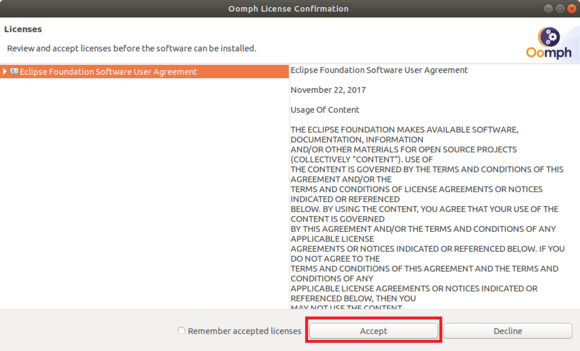 Oomph License Confirmation
Licenses
Review and accept licenses before the software can be installed.
Oomph
Eclipse Foundation Software User Agreement
Eclipse Foundation Software User Agreement
November 22, 2017
Usage Of Content
THE ECLIPSE FOUNDATION MAKES AVAILABLE SOFTWARE,
DOCUMENTATION, INFORMATION
AND/OR OTHER MATERIALS FOR OPEN SOURCE PROJECTS
(COLLECTIVELY "CONTENT"). USE OF
THE CONTENT IS GOVERNED BY THE TERMS AND CONDITIONS OF THIS
AGREEMENT AND/OR THE
TERMS AND CONDITIONS OF LICENSE AGREEMENTS OR NOTICES
INDICATED OR REFERENCED
BELOW. BY USING THE CONTENT, YOU AGREE THAT YOUR USE OF THE
CONTENT IS GOVERNED
BY THIS AGREEMENT AND/OR THE TERMS AND CONDITIONS OF ANY
APPLICABLE LICENSE
AGREEMENTS OR NOTICES INDICATED OR REFERENCED BELOW. IF YOU
DO NOT AGREE TO THE
TERMS AND CONDITIONS OF THIS AGREEMENT AND THE TERMS AND
CONDITIONS OF ANY
APPLICABLE LICENSE AGREEMENTS OR NOTICES INDICATED OR
REFERENCED BELOW, THEN YOU
MAY NOT USE THE CONTENT.
Remember accepted licenses
Accept
Decline